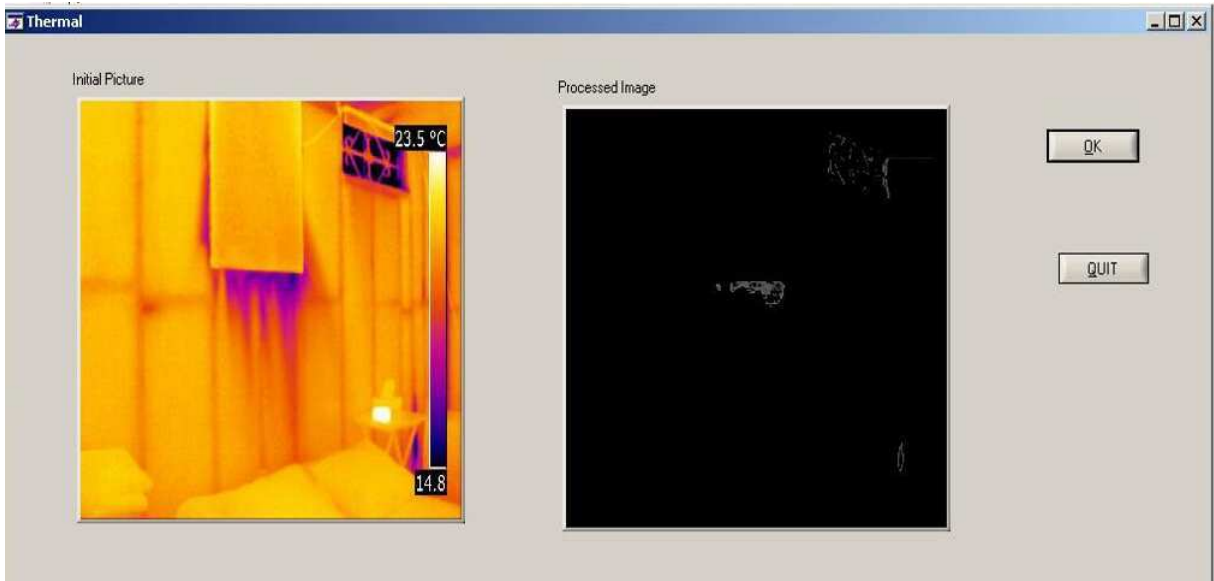 Thermal
Initial Picture
Processed Image
23.5 °C
14.8
OK
QUIT